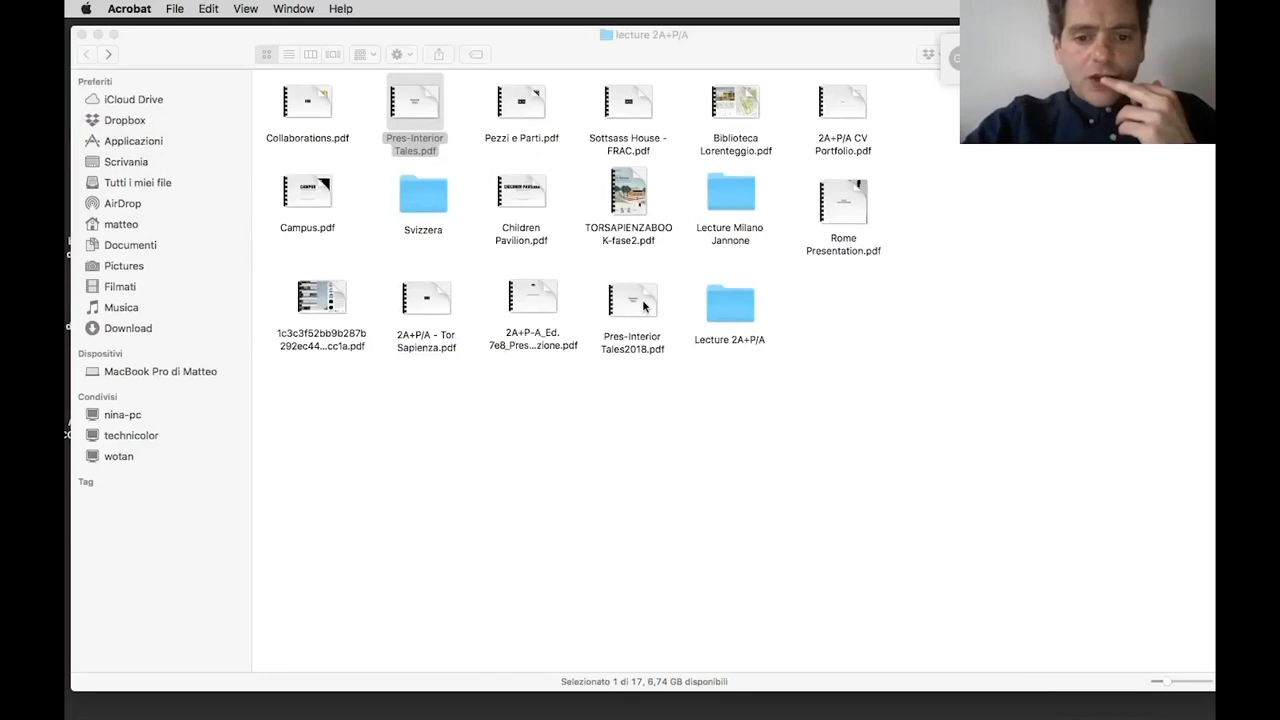 Acrobat File Edit View Window Help
lecture 2A+P/A
Preferiti
iCloud Drive
Dropbox
Applicazioni
Scrivania
Tutti i miei file
AirDrop
matteo
Documenti
Pictures
Filmati
Musica
Download
Dispositivi
MacBook Pro di Matteo
Condivisi
nina-pc
technicolor
wotan
Tag
Collaborations.pdf
Pres-Interior
Tales.pdf
Pezzi e Parti.pdf
Sottsass House -
FRAC.pdf
Biblioteca
Lorenteggio.pdf
2A+P/A CV
Portfolio.pdf
CAMPUS
Campus.pdf
Svizzera
CHILDREN PAVILION
Children
Pavilion.pdf
TORSAPIENZABOO
K-fase2.pdf
Lecture Milano
Jannone
Rome
Presentation.pdf
1c3c3f52bb9b287b
292ec44...cc1a.pdf
2A+P/A - Tor
Sapienza.pdf
2A+P-A_Ed.
7e8_Pres...zione.pdf
Pres-Interior
Tales2018.pdf
Lecture 2A+P/A
Selezionato 1 di 17, 6,74 GB disponibili